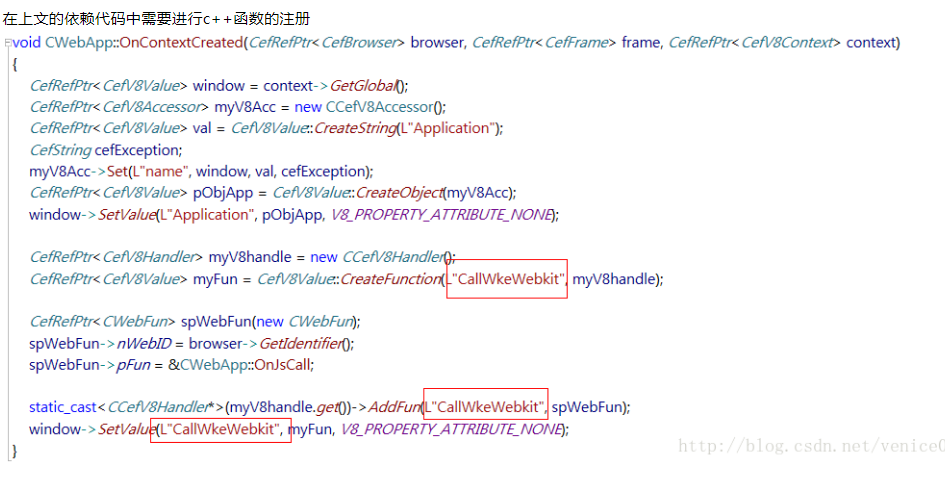 在上文的依赖代码中需要进行c++函数的注册
void CWebApp::OnContextCreated(CefRefPtr<CefBrowser> browser, CefRefPtr<CefFrame> frame, CefRefPtr<CefV8Context> context)
{
CefRefPtr<CefV8Value> window = context->GetGlobal();
CefRefPtr<CefV8Accessor> myV8Acc = new CCefV8Accessor();
CefRefPtr<CefV8Value> val = CefV8Value::CreateString(L"Application");
CefString cefException;
myV8Acc->Set(L"name", window, val, cefException);
CefRefPtr<CefV8Value> pObjApp = CefV8Value::CreateObject(myV8Acc);
window->SetValue(L"Application", pObjApp, V8_PROPERTY_ATTRIBUTE_NONE);
CefRefPtr<CefV8Handler> myV8handle = new CCefV8Handler();
CefRefPtr<CefV8Value> myFun = CefV8Value::CreateFunction(L"CallWkeWebkit", myV8handle);
CefRefPtr<CWebFun> spWebFun(new CWebFun);
spWebFun->nWebID = browser->GetIdentifier();
spWebFun->pFun = &CWebApp::OnJsCall;
static_cast<CCefV8Handler*>(myV8handle.get())->AddFun(L"CallWkeWebkit", spWebFun);
window->SetValue(L"CallWkeWebkit", myFun, V8_PROPERTY_ATTRIBUTE_NONE);
}
http://blog.csdn.net/venice0